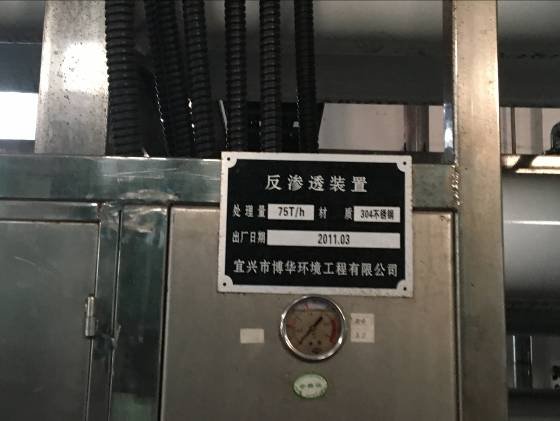 反渗透装置
处理量 75T/h 材 质 304不锈钢
出厂日期 2011.03
宜兴市博华环境工程有限公司